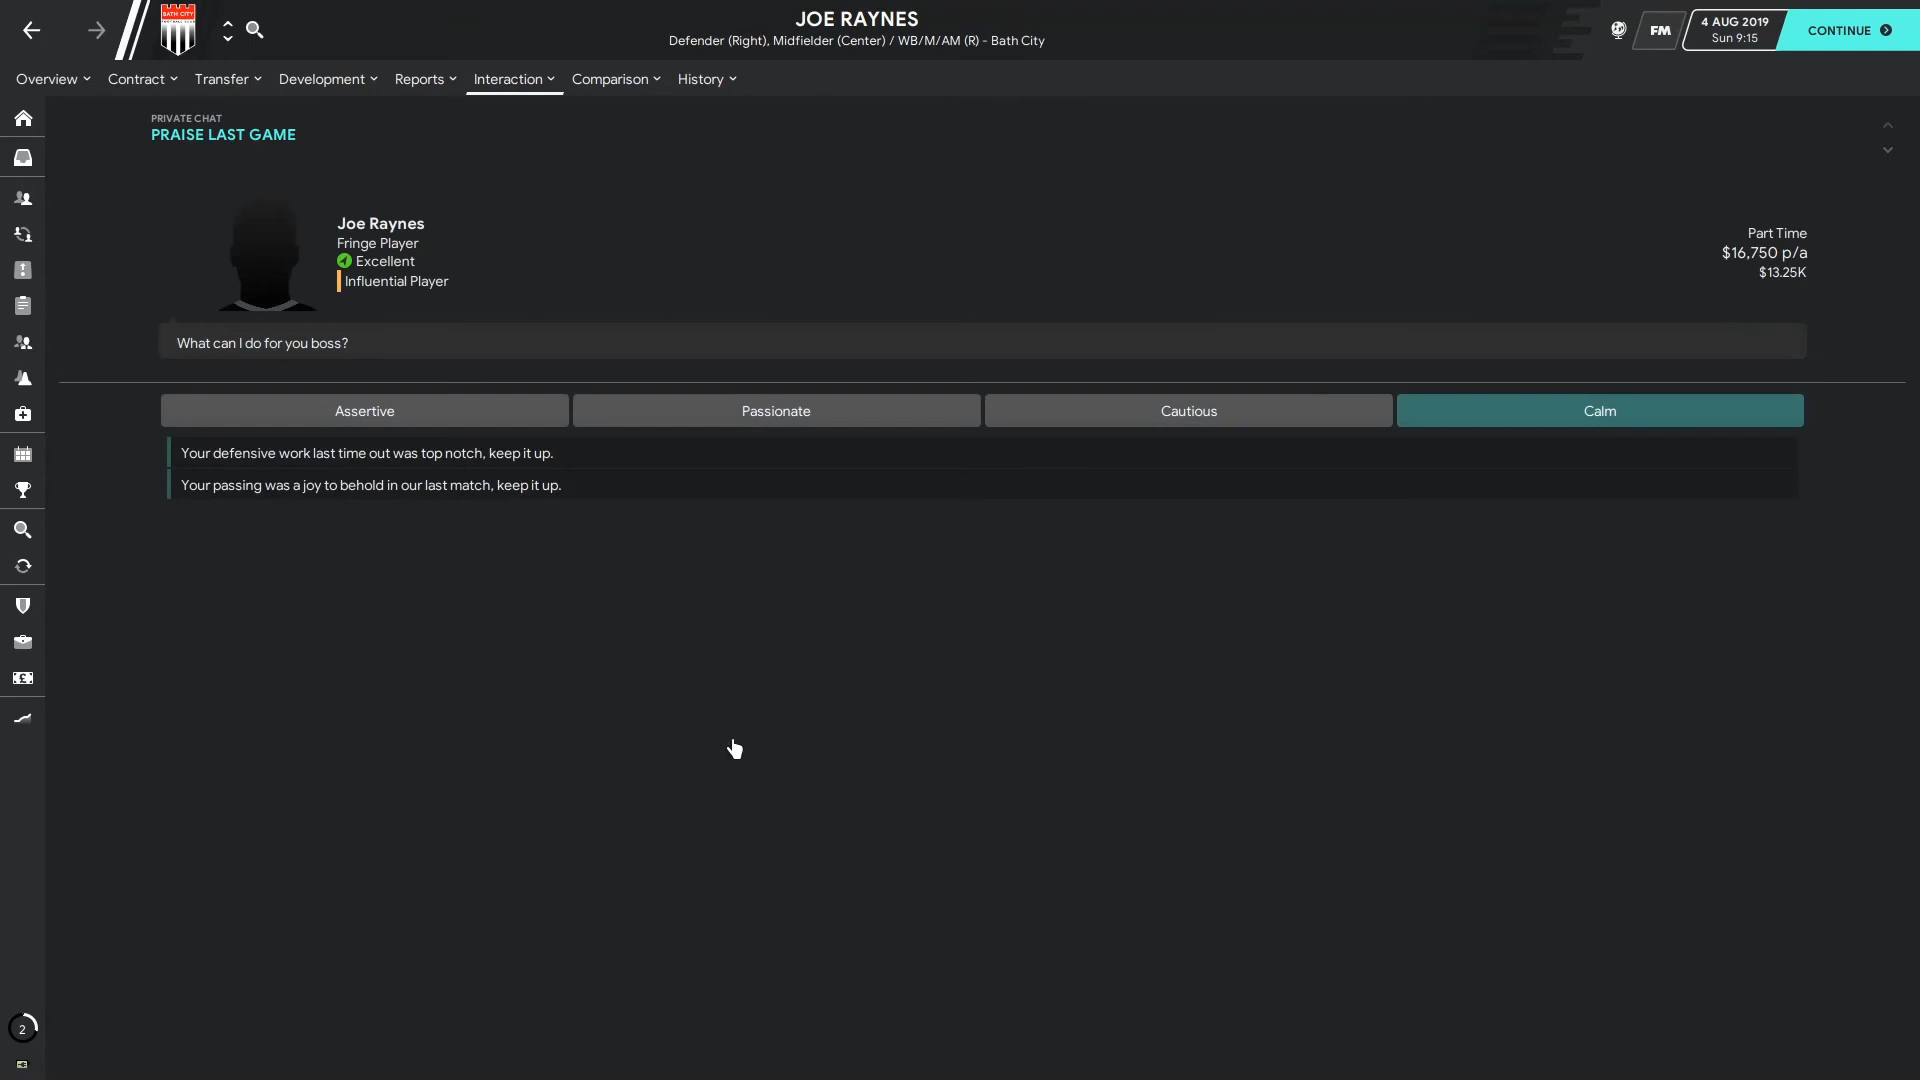 JOE RAYNES
Defender (Right), Midfielder (Center) / WB/M/AM (R) - Bath City
BATH CITY
FM
4 AUG 2019
Sun 9:15
CONTINUE
Overview
Contract
Transfer
Development
Reports
Interaction
Comparison
History
PRIVATE CHAT
PRAISE LAST GAME
Joe Raynes
Fringe Player
Excellent
Influential Player
Part Time
$16,750 p/a
$13.25K
What can I do for you boss?
Assertive
Passionate
Cautious
Calm
Your defensive work last time out was top notch, keep it up.
Your passing was a joy to behold in our last match, keep it up.
2